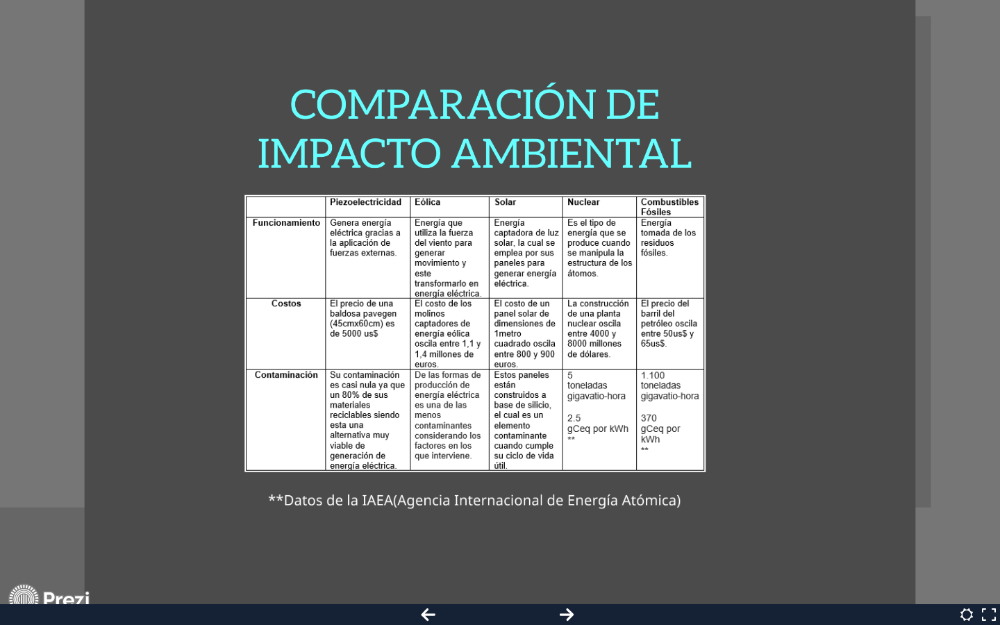 COMPARACIÓN DE
IMPACTO AMBIENTAL
Piezoelectricidad
Eólica
Solar
Nuclear
Combustibles
Fósiles
Funcionamiento
Genera energía
eléctrica gracias a
la aplicación de
fuerzas externas.
Energía que
utiliza la fuerza
del viento para
generar
movimiento y
este
transformarlo en
energía eléctrica.
Energía
captadora de luz
solar, la cual se
emplea por sus
paneles para
generar energía
eléctrica.
Es el tipo de
energía que se
produce cuando
se manipula la
estructura de los
átomos.
Energía
tomada de los
residuos
fósiles.
Costos
El precio de una
baldosa pavegen
(45cmx60cm) es
de 5000 us$
El costo de los
molinos
captadores de
energía eólica
oscila entre 1,1 y
1,4 millones de
euros.
El costo de un
panel solar de
dimensiones de
1metro
cuadrado oscila
entre 800 y 900
euros.
La construcción
de una planta
nuclear oscila
entre 4000 y
8000 millones
de dólares.
El precio del
barril del
petróleo oscila
entre 50us$ y
65us$.
Contaminación
Su contaminación
es casi nula ya que
un 80% de sus
materiales
reciclables siendo
esta una
alternativa muy
viable de
generación de
energía eléctrica.
De las formas de
producción de
energía eléctrica
es una de las
menos
contaminantes
considerando los
factores en los
que interviene.
Estos paneles
están
construidos a
base de silicio,
el cual es un
elemento
contaminante
cuando cumple
su ciclo de vida
útil.
5
toneladas
gigavatio-hora
2.5
gCeq por kWh
**
1.100
toneladas
gigavatio-hora
370
gCeq por
kWh
**
**Datos de la IAEA(Agencia Internacional de Energía Atómica)
Prezi